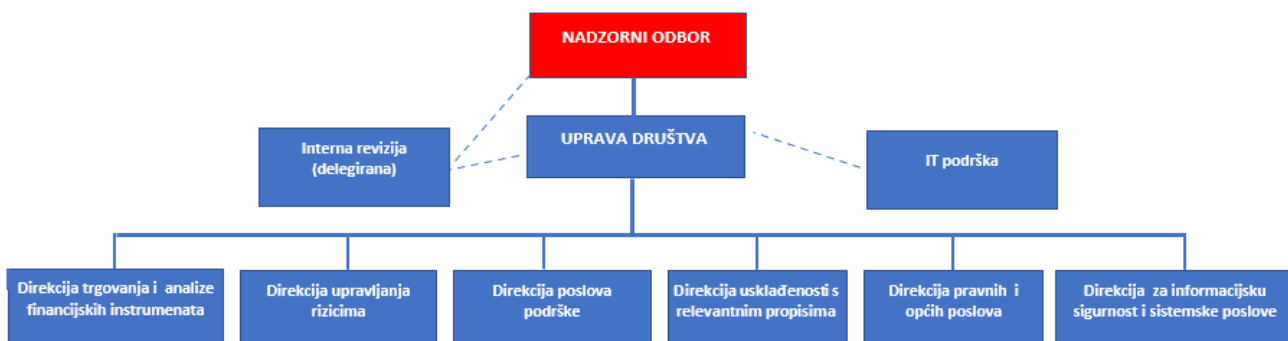 NADZORNI ODBOR
UPRAVA DRUŠTVA
Interna revizija
(delegirana)
IT podrška
Direkcija trgovanja i analize
financijskih instrumenata
Direkcija upravljanja
rizicima
Direkcija poslova
podrške
Direkcija usklađenosti s
relevantnim propisima
Direkcija pravnih i
općih poslova
Direkcija za informacijsku
sigurnost i sistemske poslove